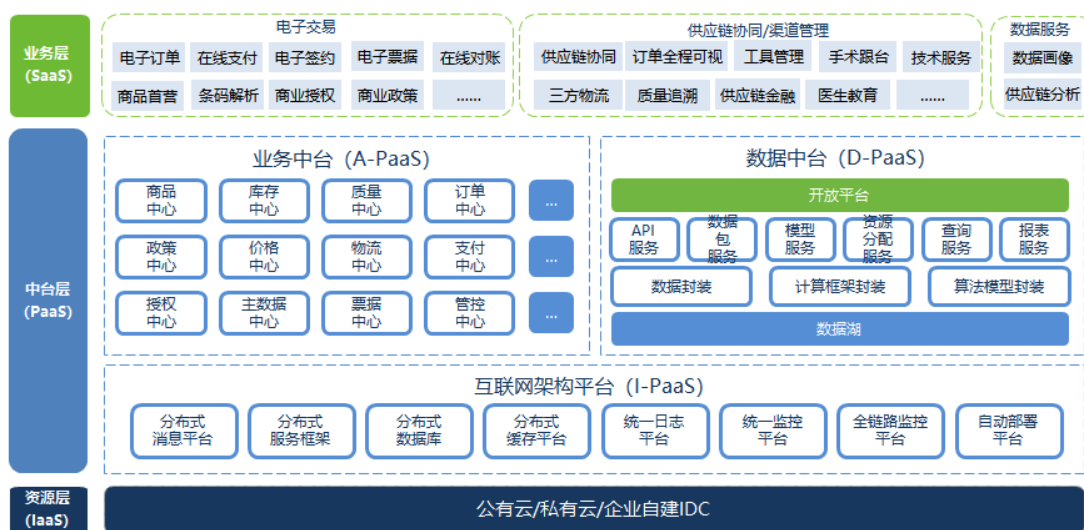 业务层
(SaaS)
电子交易
电子订单 在线支付 电子签约 电子票据 在线对账
商品首营 条码解析 商业授权 商业政策 ......
供应链协同/渠道管理
供应链协同 订单全程可视 工具管理 手术跟台 技术服务
三方物流 质量追溯 供应链金融 医生教育 ......
数据服务
数据画像
供应链分析
中台层
(PaaS)
业务中台（A-PaaS）
商品
中心
库存
中心
质量
中心
订单
中心
...
政策
中心
价格
中心
物流
中心
支付
中心
...
授权
中心
主数据
中心
票据
中心
管控
中心
...
数据中台（D-PaaS）
开放平台
API
服务
数据
包
服务
模型
服务
资源
分配
服务
查询
服务
报表
服务
数据封装 计算框架封装 算法模型封装
数据湖
互联网架构平台（I-PaaS）
分布式
消息平台
分布式
服务框架
分布式
数据库
分布式
缓存平台
统一日志
平台
统一监控
平台
全链路监控
平台
自动部署
平台
资源层
(IaaS)
公有云/私有云/企业自建IDC